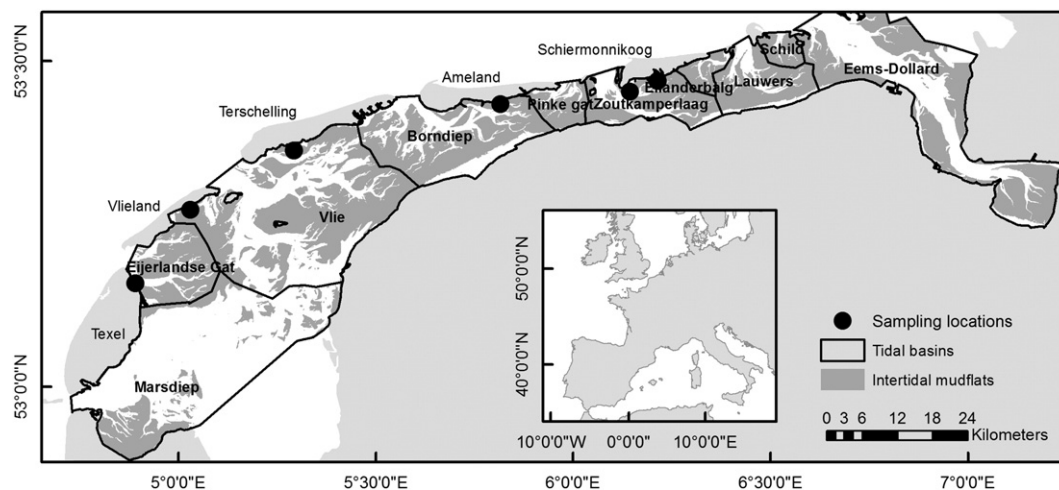 53°30'0"N
53°0'0"N
Schiermonnikoog
Ameland
Terschelling
Vlieland
Texel
Schild
Eems-Dollard
Lauwers
Eilanderbalg
Pinke gat
Zoutkamperlaag
Borndiep
Vlie
Eijerlandse Gat
Marsdiep
50°0'0"N
40°0'0"N
10°0'0"W
0°0'0"
10°0'0"E
Sampling locations
Tidal basins
Intertidal mudflats
0 3 6 12 18 24
Kilometers
5°0'0"E
5°30'0"E
6°0'0"E
6°30'0"E
7°0'0"E